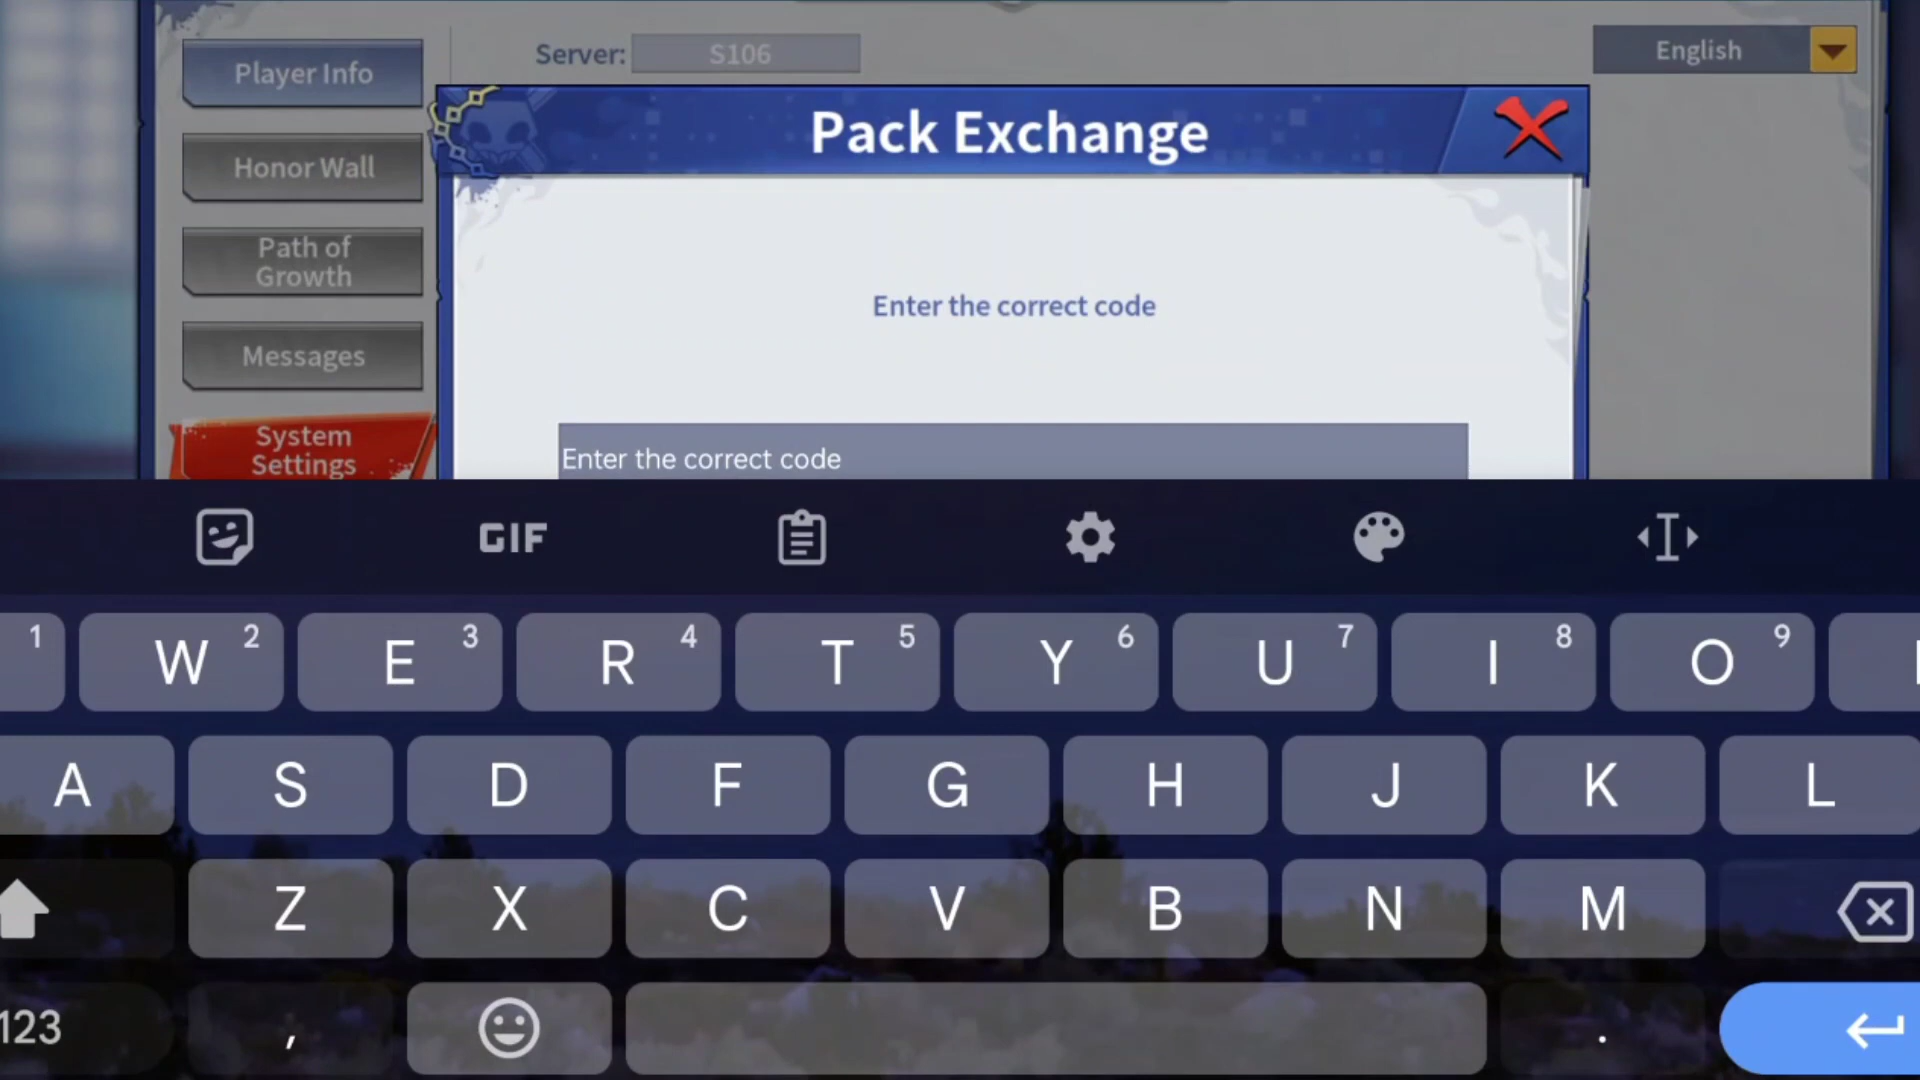 Player Info
Server: S106
English
Pack Exchange
Honor Wall
Path of
Growth
Enter the correct code
Messages
System
Settings
Enter the correct code
GIF
1 W 2 E 3 R 4 T 5 Y 6 U 7 I 8 O 9
A S D F G H J K L
Z X C V B N M
123 , .